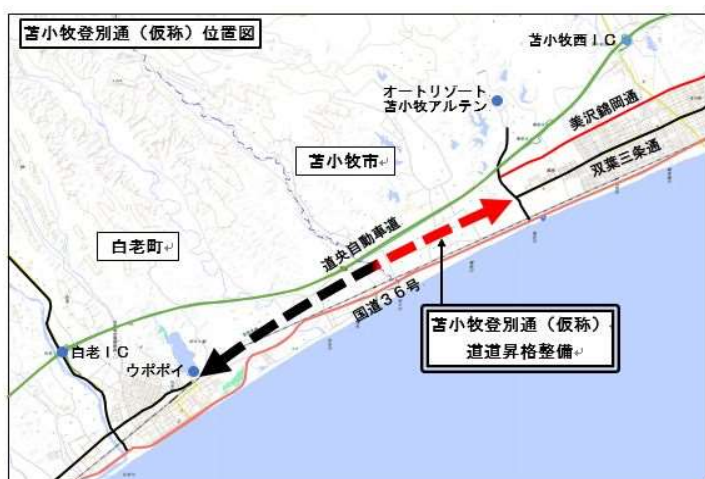 苫小牧登別通（仮称）位置図
苫小牧西ＩＣ
オートリゾート
苫小牧アルテン
美沢錦岡通
双葉三条通
苫小牧市
白老町
道央自動車道
国道３６号
苫小牧登別通（仮称）
道道昇格整備
白老ＩＣ
ウポポイ